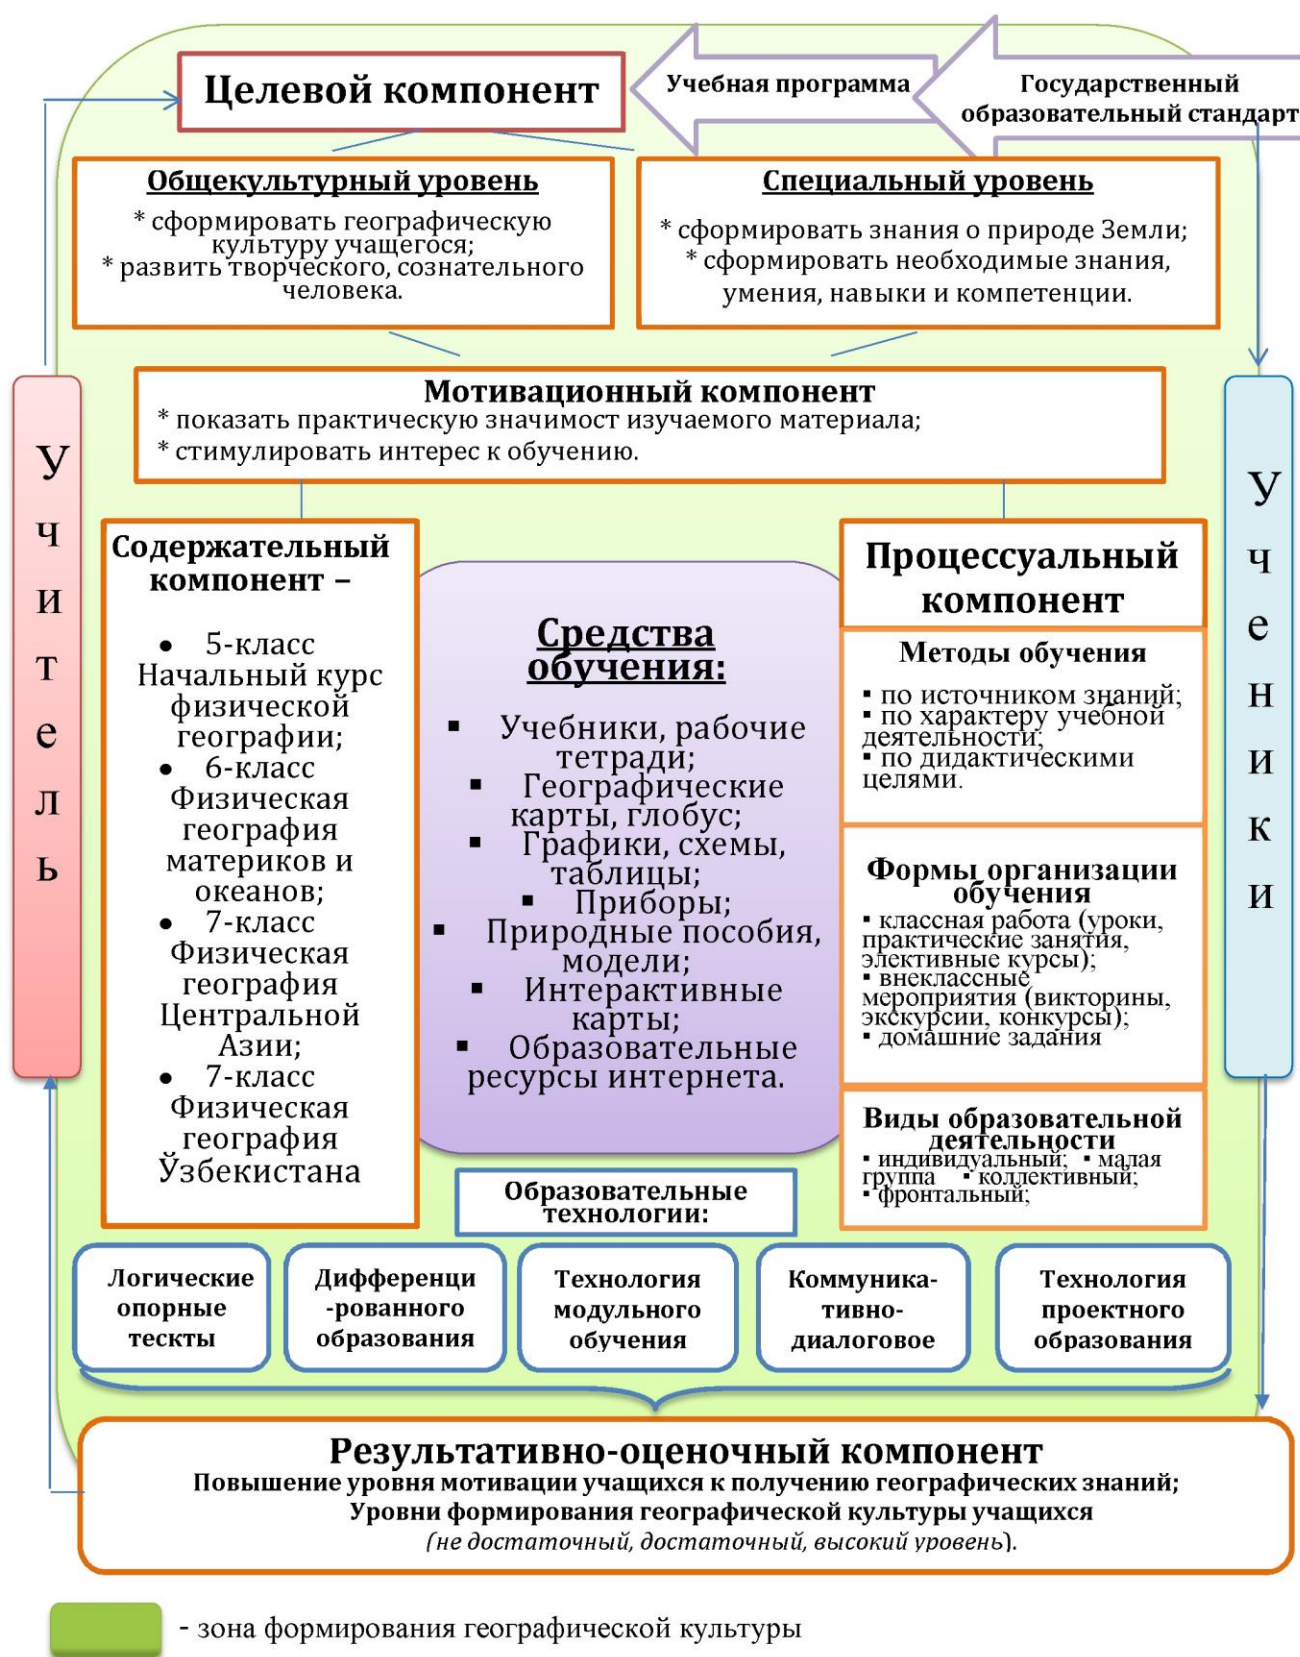 Целевой компонент
Учебная программа
Государственный
образовательный стандарт
Общекультурный уровень
* сформировать географическую
культуру учащегося;
* развить творческого, сознательного
человека.
Специальный уровень
* сформировать знания о природе Земли;
* сформировать необходимые знания,
умения, навыки и компетенции.
Мотивационный компонент
* показать практическую значимост изучаемого материала;
* стимулировать интерес к обучению.
Учитель
Содержательный
компонент –
• 5-класс
Начальный курс
физической
географии;
• 6-класс
Физическая
география
материков и
океанов;
• 7-класс
Физическая
география
Центральной
Азии;
• 7-класс
Физическая
география
Ўзбекистана
Средства
обучения:
▪ Учебники, рабочие
тетради;
▪ Географические
карты, глобус;
▪ Графики, схемы,
таблицы;
▪ Приборы;
▪ Природные пособия,
модели;
▪ Интерактивные
карты;
▪ Образовательные
ресурсы интернета.
Процессуальный
компонент
Методы обучения
▪ по источником знаний;
▪ по характеру учебной
деятельности;
▪ по дидактическими
целями.
Формы организации
обучения
▪ классная работа (уроки,
практические занятия,
элективные курсы);
▪ внеклассные
мероприятия (викторины,
экскурсии, конкурсы);
▪ домашние задания
Виды образовательной
деятельности
▪ индивидуальный; ▪ малая
группа ▪ коллективный;
▪ фронтальный;
Ученики
Образовательные
технологии:
Логические
опорные
тескты
Дифференци
-рованного
образования
Технология
модульного
обучения
Коммуника-
тивно-
диалоговое
Технология
проектного
образования
Результативно-оценочный компонент
Повышение уровня мотивации учащихся к получению географических знаний;
Уровни формирования географической культуры учащихся
(не достаточный, достаточный, высокий уровень).
- зона формирования географической культуры